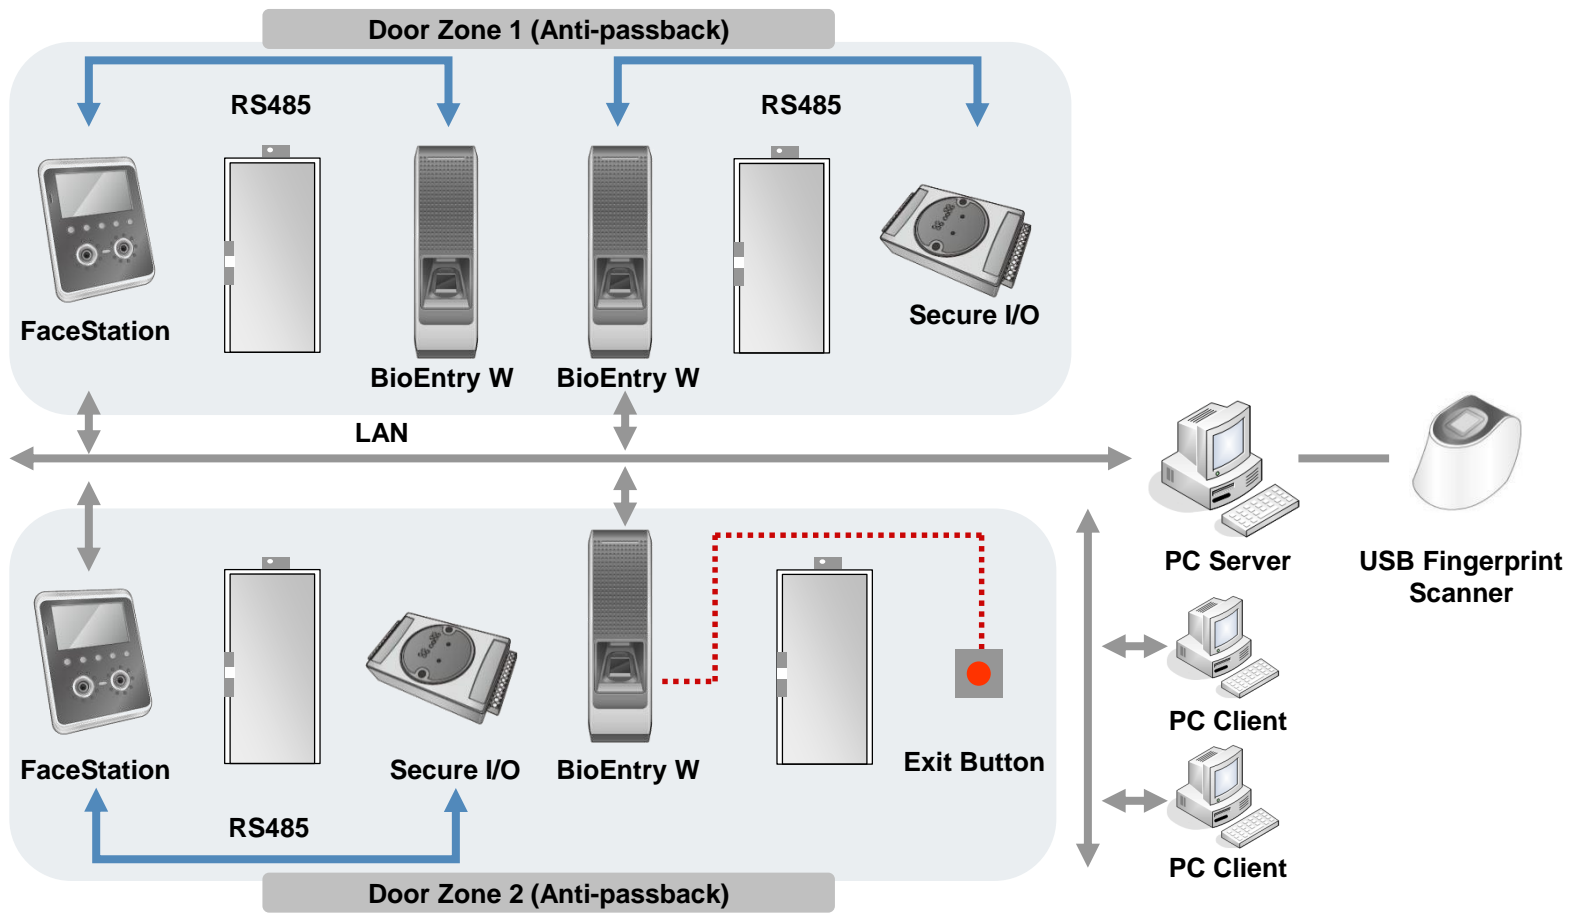 Door Zone 1 (Anti-passback)
RS485
RS485
FaceStation
BioEntry W
BioEntry W
Secure I/O
LAN
PC Server
USB Fingerprint
Scanner
PC Client
FaceStation
Secure I/O
BioEntry W
Exit Button
RS485
PC Client
Door Zone 2 (Anti-passback)